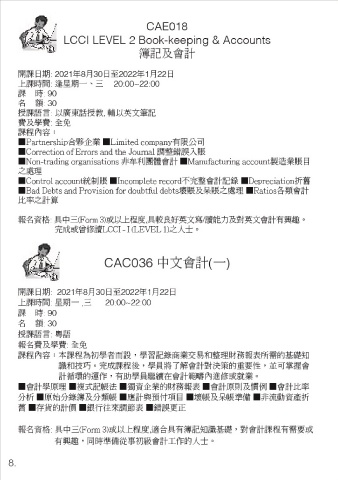 CAE018
LCCI LEVEL 2 Book-keeping & Accounts
簿記及會計
開課日期: 2021年8月30日至2022年1月22日
上課時間: 逢星期一、三 20:00~22:00
課 時: 90
名 額: 30
授課語言: 以廣東話授教, 輔以英文筆記
費及學費: 全免
課程內容：
■Partnership合夥企業 ■Limited company有限公司
■Correction of Errors and the Journal 調整錯誤入賬
■Non-trading organisations 非牟利團體會計 ■Manufacturing account製造業賬目
之處理
■Control account統制賬 ■Incomplete record不完整會計記錄 ■Depreciation折舊
■Bad Debts and Provision for doubtful debts壞賬及呆賬之處理 ■Ratios各類會計
比率之計算
報名資格: 具中三(Form 3)或以上程度,具較良好英文寫/讀能力及對英文會計有興趣。
完成或曾修讀LCCI - I (LEVEL 1)之人士。
CAC036 中文會計(一)
開課日期: 2021年8月30日至2022年1月22日
上課時間: 星期一 ,三 20:00~22:00
課 時: 90
名 額: 30
授課語言: 粵語
報名費及學費: 全免
課程內容：本課程為初學者而設，學習記錄商業交易和整理財務報表所需的基礎知
識和技巧。完成課程後，學員將了解會計對決策的重要性，並可掌握會
計循環的運作，有助學員繼續在會計範疇內進修或就業。
■會計學原理 ■複式記帳法 ■獨資企業的財務報表 ■會計原則及慣例 ■會計比率
分析 ■原始分錄簿及分類帳 ■應計與預付項目 ■壞帳及呆帳準備 ■非流動資產折
舊 ■存貨的計價 ■銀行往來調節表 ■錯誤更正
報名資格: 具中三(Form 3)或以上程度,適合具有簿記知識基礎，對會計課程有需要或
有興趣，同時準備從事初級會計工作的人士。
8.